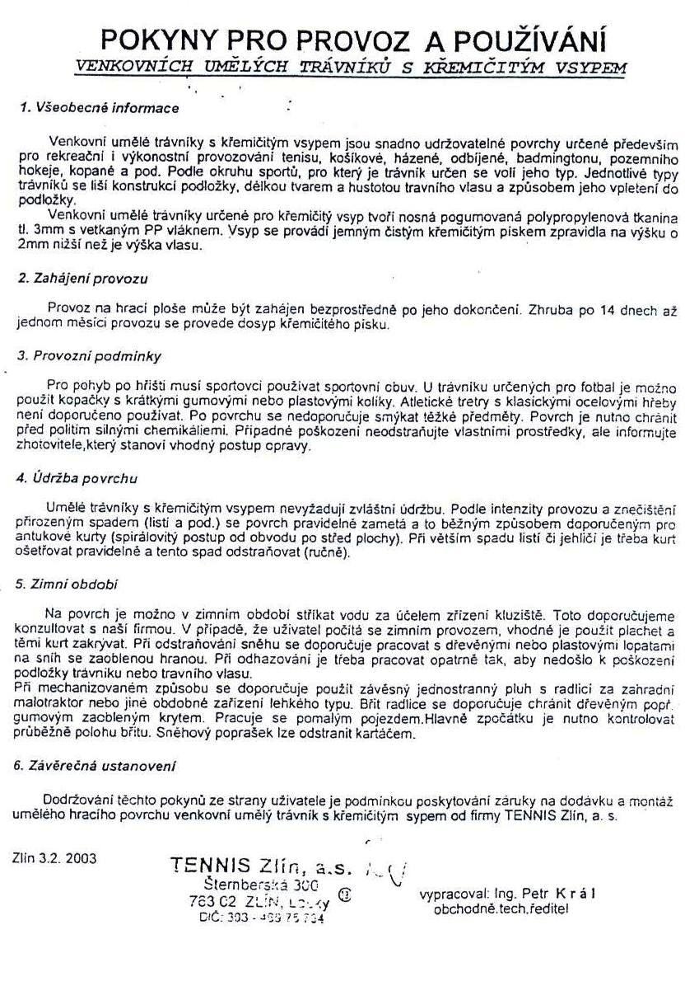 POKYNY PRO PROVOZ A POUŽÍVÁNÍ
VENKOVNÍCH UMĚLÝCH TRÁVNÍKŮ S KŘEMIČITÝM VSYPEM
1. Všeobecné informace
Venkovní umělé trávníky s křemičitým vsypem jsou snadno udržovatelné povrchy určené především
pro rekreační i výkonostní provozování tenisu, košíkové, házené, odbíjené, badmingtonu, pozemního
hokeje, kopané a pod. Podle okruhu sportů, pro který je trávník určen se volí jeho typ. Jednotlivé typy
trávníků se liší konstrukcí podložky, délkou tvarem a hustotou travního vlasu a způsobem jeho vpletení do
podložky.
Venkovní umělé trávníky určené pro křemičitý vsyp tvoří nosná pogumovaná polypropylenová tkanina
tl. 3mm s vetkaným PP vláknem. Vsyp se provádí jemným čistým křemičitým pískem zpravidla na výšku o
2mm nižší než je výška vlasu.
2. Zahájení provozu
Provoz na hrací ploše může být zahájen bezprostředně po jeho dokončení. Zhruba po 14 dnech až
jednom měsíci provozu se provede dosyp křemičitého písku.
3. Provozní podmínky
Pro pohyb po hřišti musí sportovci používat sportovní obuv. U trávníku určených pro fotbal je možno
použít kopačky s krátkými gumovými nebo plastovými kolíky. Atletické tretry s klasickými ocelovými hřeby
není doporučeno používat. Po povrchu se nedoporučuje smýkat těžké předměty. Povrch je nutno chránit
před politím silnými chemikáliemi. Případné poškození neodstraňujte vlastními prostředky, ale informujte
zhotovitele,který stanoví vhodný postup opravy.
4. Údržba povrchu
Umělé trávníky s křemičitým vsypem nevyžadují zvláštní údržbu. Podle intenzity provozu a znečištění
přirozeným spadem (listí a pod.) se povrch pravidelně zametá a to běžným způsobem doporučeným pro
antukové kurty (spirálovitý postup od obvodu po střed plochy). Při větším spadu listí či jehličí je třeba kurt
ošetřovat pravidelně a tento spad odstraňovat (ručně).
5. Zimní období
Na povrch je možno v zimním období stříkat vodu za účelem zřízení kluziště. Toto doporučujeme
konzultovat s naší firmou. V případě, že uživatel počítá se zimním provozem, vhodné je použít plachet a
těmi kurt zakrývat. Při odstraňování sněhu se doporučuje pracovat s dřevěnými nebo plastovými lopatami
na sníh se zaoblenou hranou. Při odhazování je třeba pracovat opatrně tak, aby nedošlo k poškození
podložky trávníku nebo travního vlasu.
Při mechanizovaném způsobu se doporučuje použít závěsný jednostranný pluh s radlicí za zahradní
malotraktor nebo jiné obdobné zařízení lehkého typu. Břit radlice se doporučuje chránit dřevěným popř.
gumovým zaobleným krytem. Pracuje se pomalým pojezdem.Hlavně zpočátku je nutno kontrolovat
průběžně polohu břitu. Sněhový poprašek lze odstranit kartáčem.
6. Závěrečná ustanovení
Dodržování těchto pokynů ze strany uživatele je podmínkou poskytování záruky na dodávku a montáž
umělého hracího povrchu venkovní umělý trávník s křemičitým sypem od firmy TENNIS Zlín, a. s.
Zlín 3.2. 2003
TENNIS Zlín, a.s.
Šternberská 300
763 02 ZLÍN, Louky
DIČ: 303 -
vypracoval: Ing. Petr K r á l
obchodně.tech.ředitel